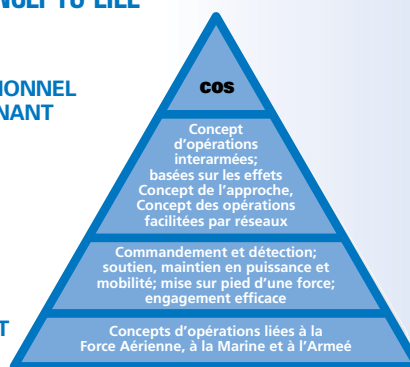 IONNEL
NANT
COS
Concept
d'opérations
interarmées;
basées sur les effets
Concept de l'approche,
Concept des opérations
facilitées par réseaux
Commandement et détection;
soutien, maintien en puissance et
mobilité; mise sur pied d'une force;
engagement efficace
T
Concepts d'opérations liées à la
Force Aérienne, à la Marine et à l'Armeé